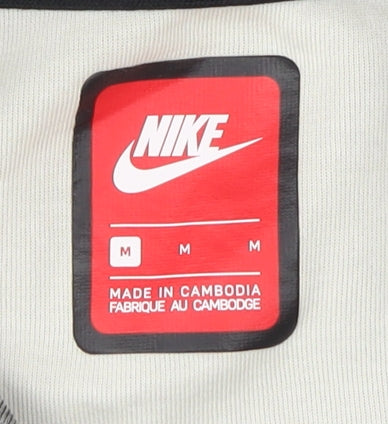 NIKE
M M M
MADE IN CAMBODIA
FABRIQUE AU CAMBODGE